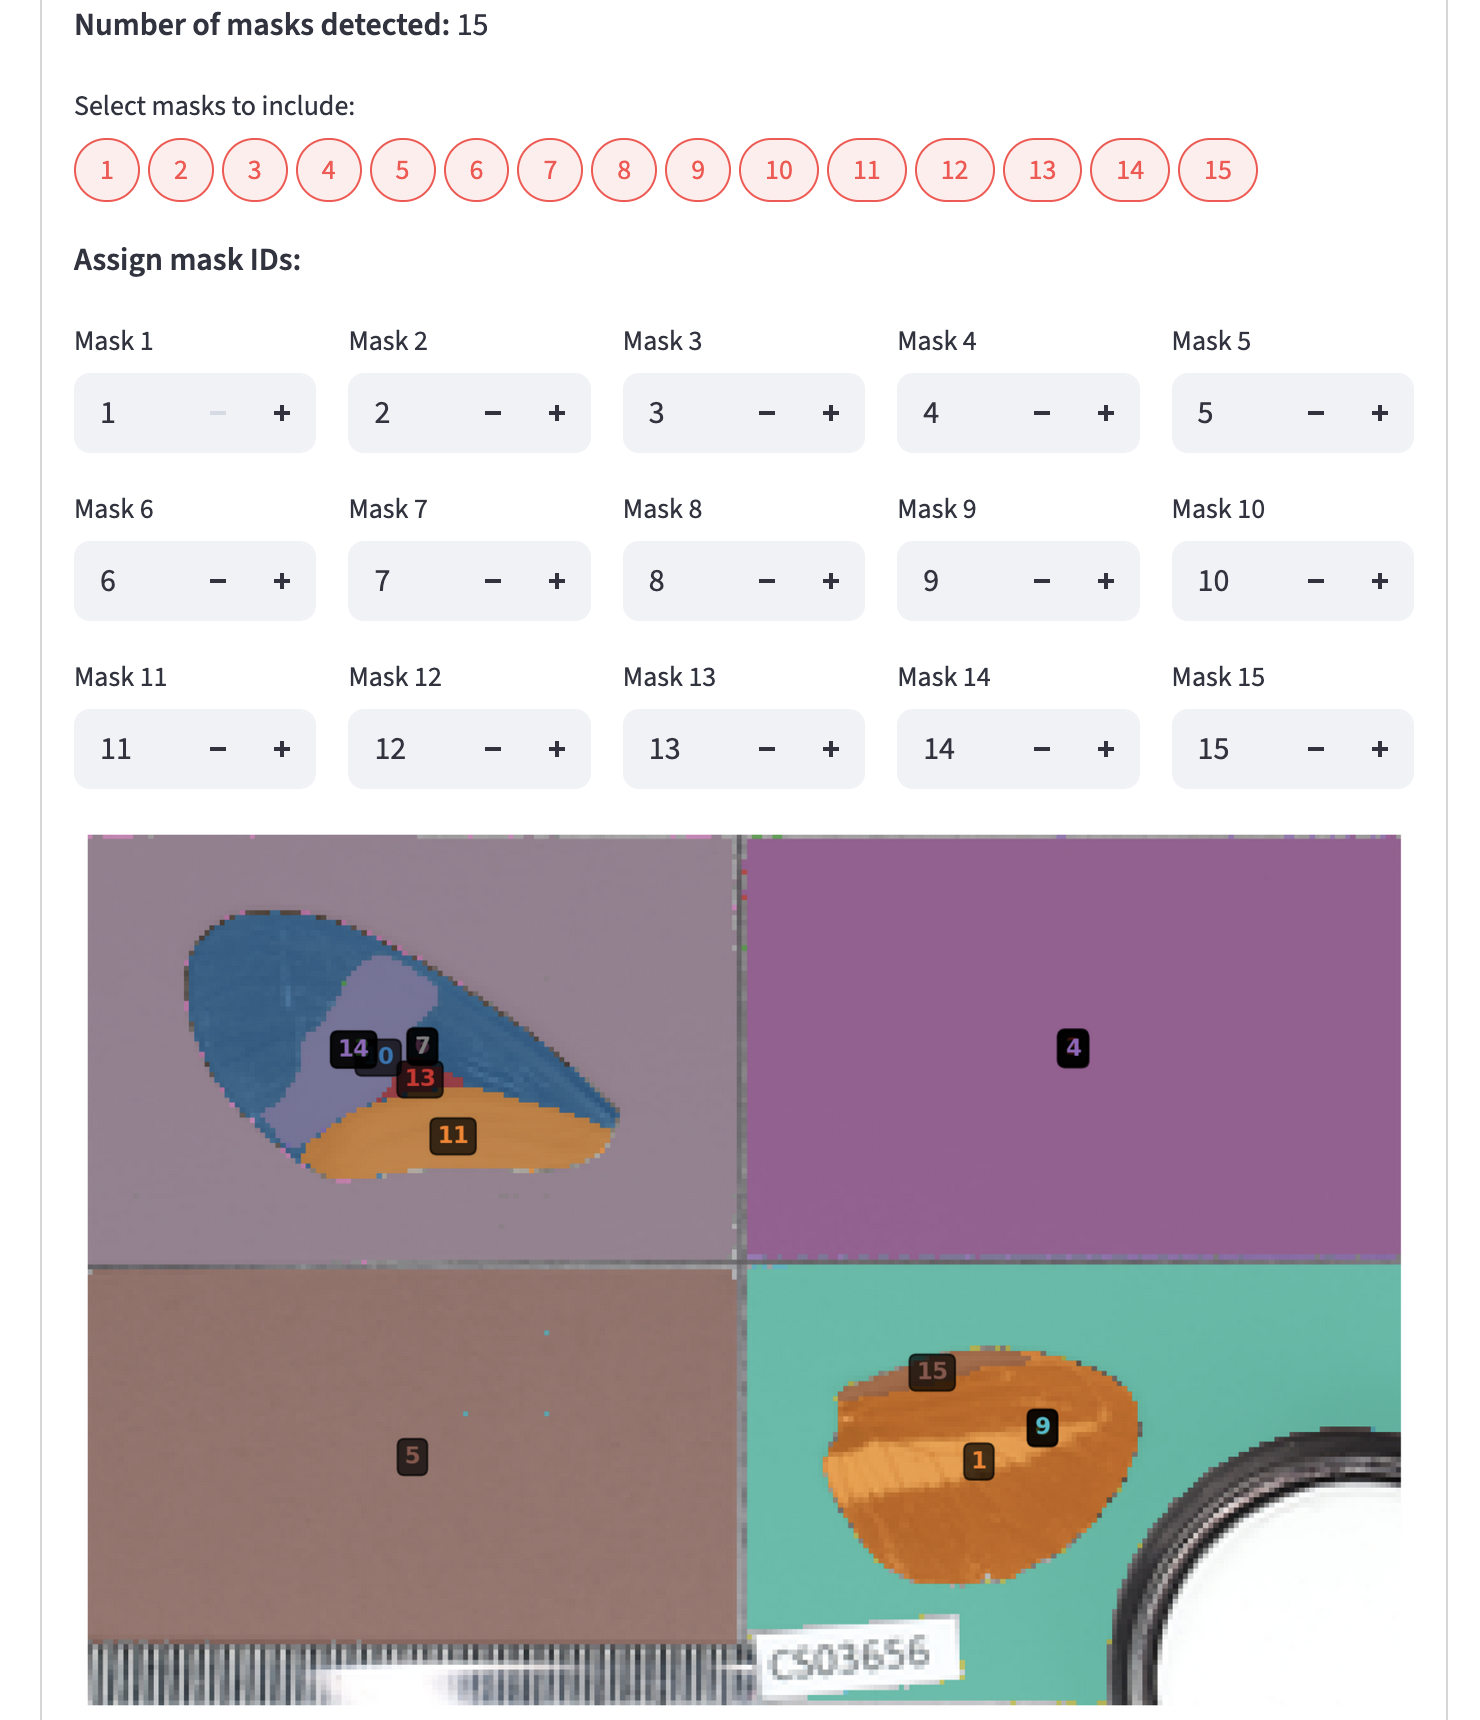 Number of masks detected: 15
Select masks to include:
1 2 3 4 5 6 7 8 9 10 11 12 13 14 15
Assign mask IDs:
Mask 1 Mask 2 Mask 3 Mask 4 Mask 5
1 − + 2 − + 3 − + 4 − + 5 − +
Mask 6 Mask 7 Mask 8 Mask 9 Mask 10
6 − + 7 − + 8 − + 9 − + 10 − +
Mask 11 Mask 12 Mask 13 Mask 14 Mask 15
11 − + 12 − + 13 − + 14 − + 15 − +
14 0 7 4
13
11
15
9
5 1
CS03656